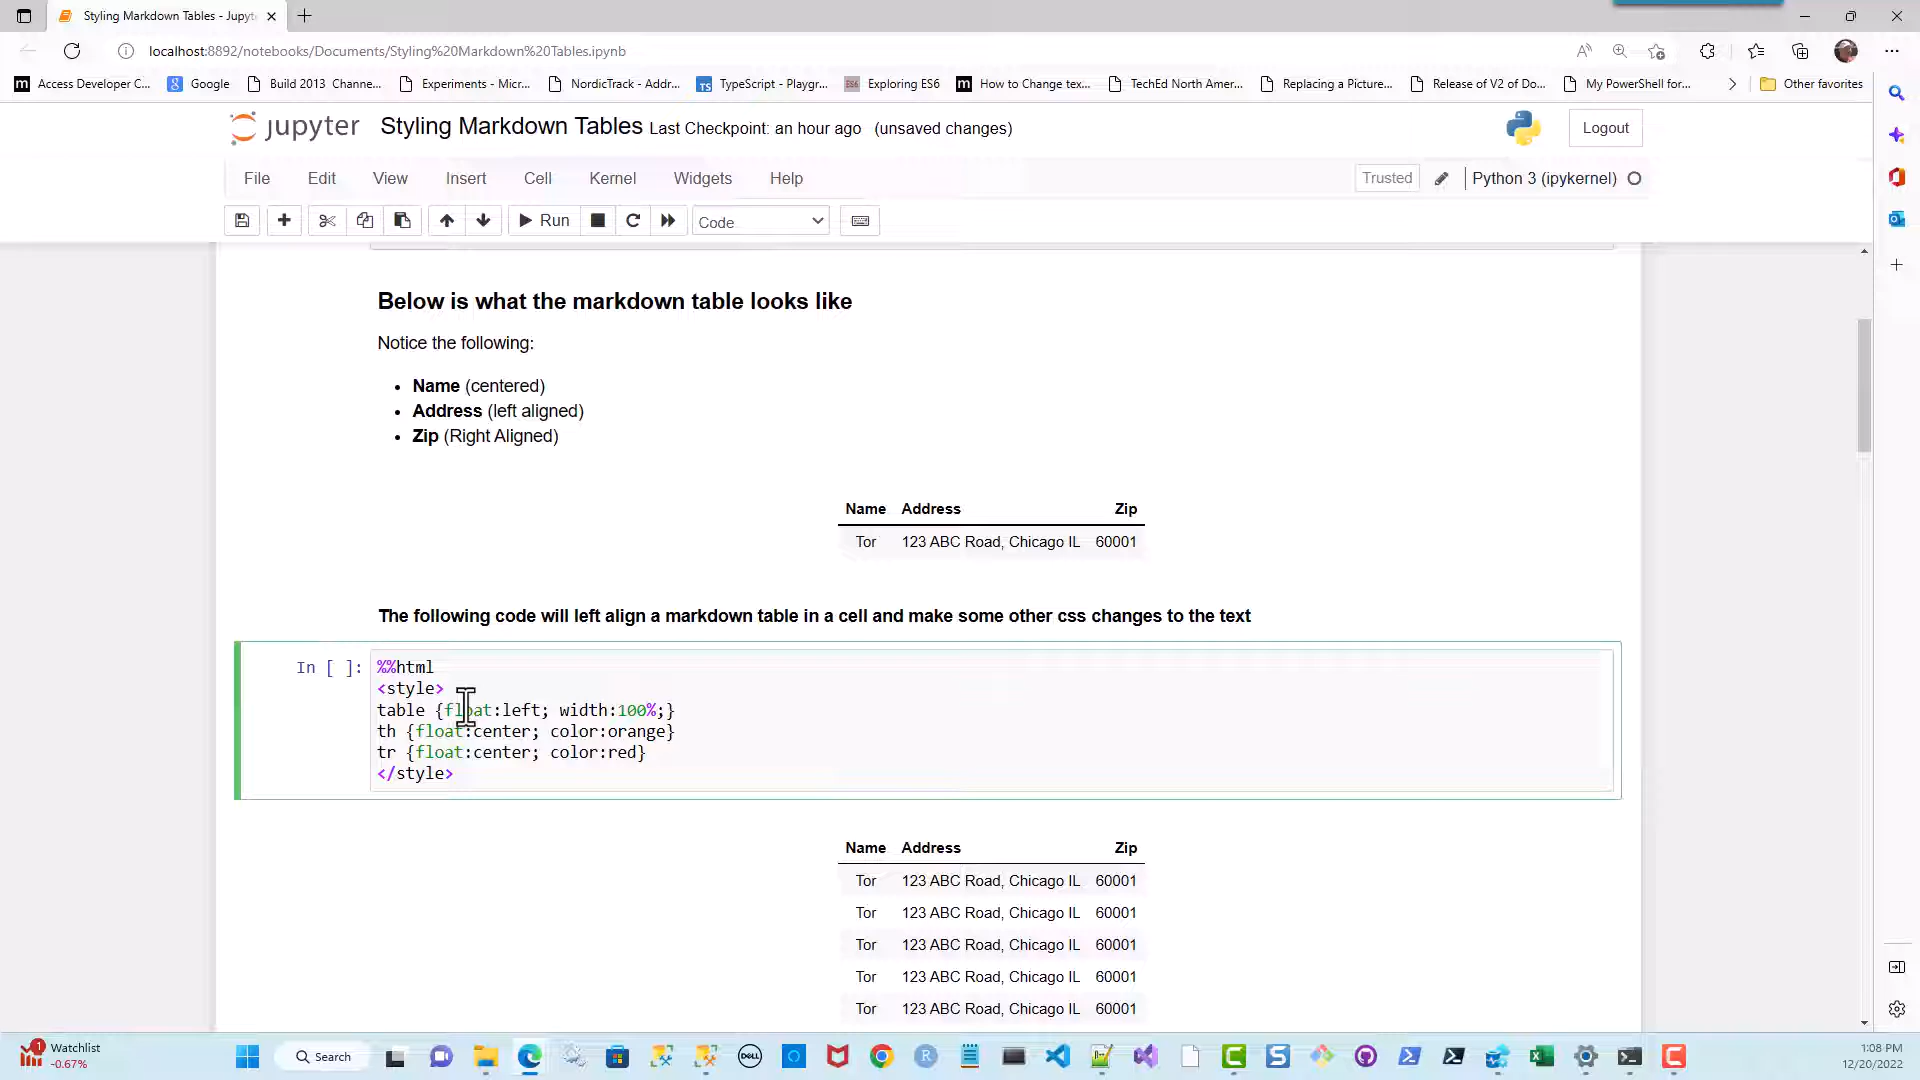 Styling Markdown Tables - Jupyt
localhost:8892/notebooks/Documents/Styling%20Markdown%20Tables.ipynb
Access Developer C...
Google
Build 2013 Channe...
Experiments - Micr...
NordicTrack - Addr...
TypeScript - Playgr...
Exploring ES6
How to Change tex...
TechEd North Amer...
Replacing a Picture...
Release of V2 of Do...
My PowerShell for...
Other favorites
jupyter Styling Markdown Tables Last Checkpoint: an hour ago (unsaved changes)
Logout
File Edit View Insert Cell Kernel Widgets Help
Trusted
Python 3 (ipykernel)
Run
Code
Below is what the markdown table looks like
Notice the following:
• Name (centered)
• Address (left aligned)
• Zip (Right Aligned)
Name Address Zip
Tor 123 ABC Road, Chicago IL 60001
The following code will left align a markdown table in a cell and make some other css changes to the text
In [ ]: %%html
<style>
table {float:left; width:100%;}
th {float:center; color:orange}
tr {float:center; color:red}
</style>
Name Address Zip
Tor 123 ABC Road, Chicago IL 60001
Tor 123 ABC Road, Chicago IL 60001
Tor 123 ABC Road, Chicago IL 60001
Tor 123 ABC Road, Chicago IL 60001
Tor 123 ABC Road, Chicago IL 60001
1
Watchlist
-0.67%
Search
DELL
1:08 PM
12/20/2022